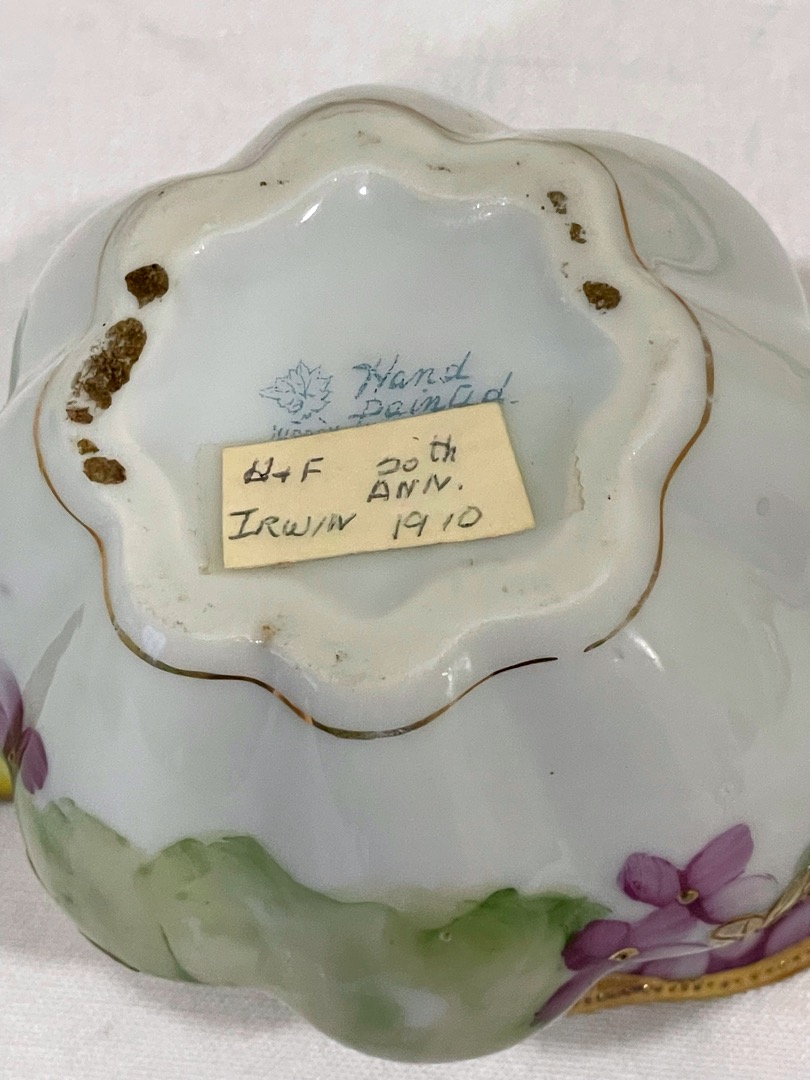 Hand
Painted.
H+F 20th
ANN.
IRWIN 1910